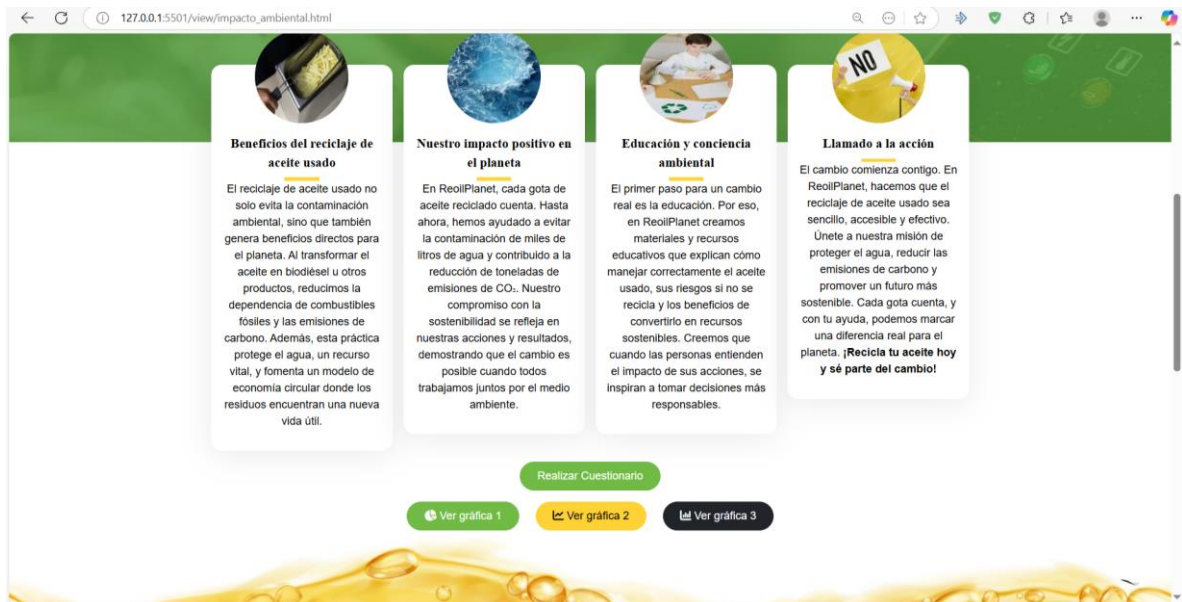 127.0.0.1:5501/view/impacto_ambiental.html
NO
Beneficios del reciclaje de
aceite usado
El reciclaje de aceite usado no
solo evita la contaminación
ambiental, sino que también
genera beneficios directos para
el planeta. Al transformar el
aceite en biodiésel u otros
productos, reducimos la
dependencia de combustibles
fósiles y las emisiones de
carbono. Además, esta práctica
protege el agua, un recurso
vital, y fomenta un modelo de
economía circular donde los
residuos encuentran una nueva
vida útil.
Nuestro impacto positivo en
el planeta
En ReoilPlanet, cada gota de
aceite reciclado cuenta. Hasta
ahora, hemos ayudado a evitar
la contaminación de miles de
litros de agua y contribuido a la
reducción de toneladas de
emisiones de CO₂. Nuestro
compromiso con la
sostenibilidad se refleja en
nuestras acciones y resultados,
demostrando que el cambio es
posible cuando todos
trabajamos juntos por el medio
ambiente.
Educación y conciencia
ambiental
El primer paso para un cambio
real es la educación. Por eso,
en ReoilPlanet creamos
materiales y recursos
educativos que explican cómo
manejar correctamente el aceite
usado, sus riesgos si no se
recicla y los beneficios de
convertirlo en recursos
sostenibles. Creemos que
cuando las personas entienden
el impacto de sus acciones, se
inspiran a tomar decisiones más
responsables.
Llamado a la acción
El cambio comienza contigo. En
ReoilPlanet, hacemos que el
reciclaje de aceite usado sea
sencillo, accesible y efectivo.
Únete a nuestra misión de
proteger el agua, reducir las
emisiones de carbono y
promover un futuro más
sostenible. Cada gota cuenta, y
con tu ayuda, podemos marcar
una diferencia real para el
planeta. ¡Recicla tu aceite hoy
y sé parte del cambio!
Realizar Cuestionario
Ver gráfica 1
Ver gráfica 2
Ver gráfica 3